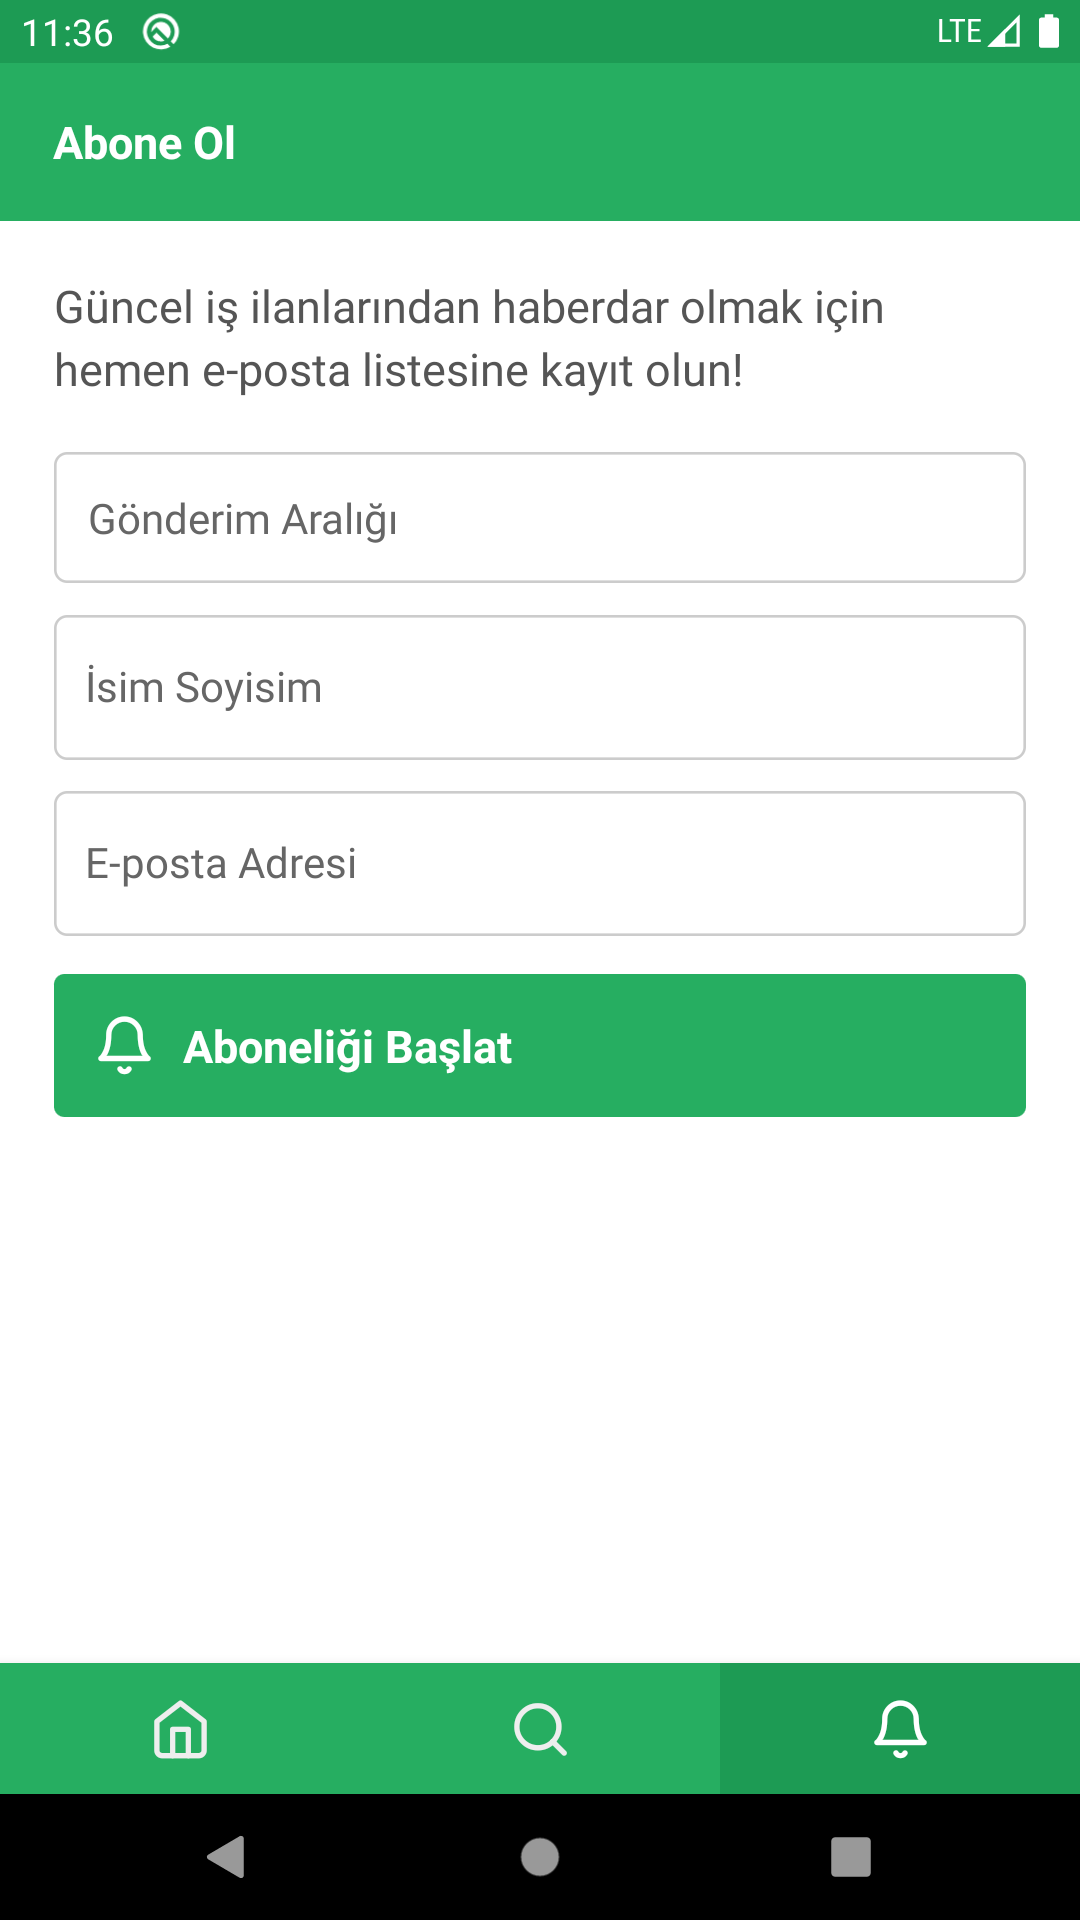 11:36
LTE
Abone Ol
Güncel iş ilanlarından haberdar olmak için
hemen e-posta listesine kayıt olun!
Gönderim Aralığı
İsim Soyisim
E-posta Adresi
Aboneliği Başlat